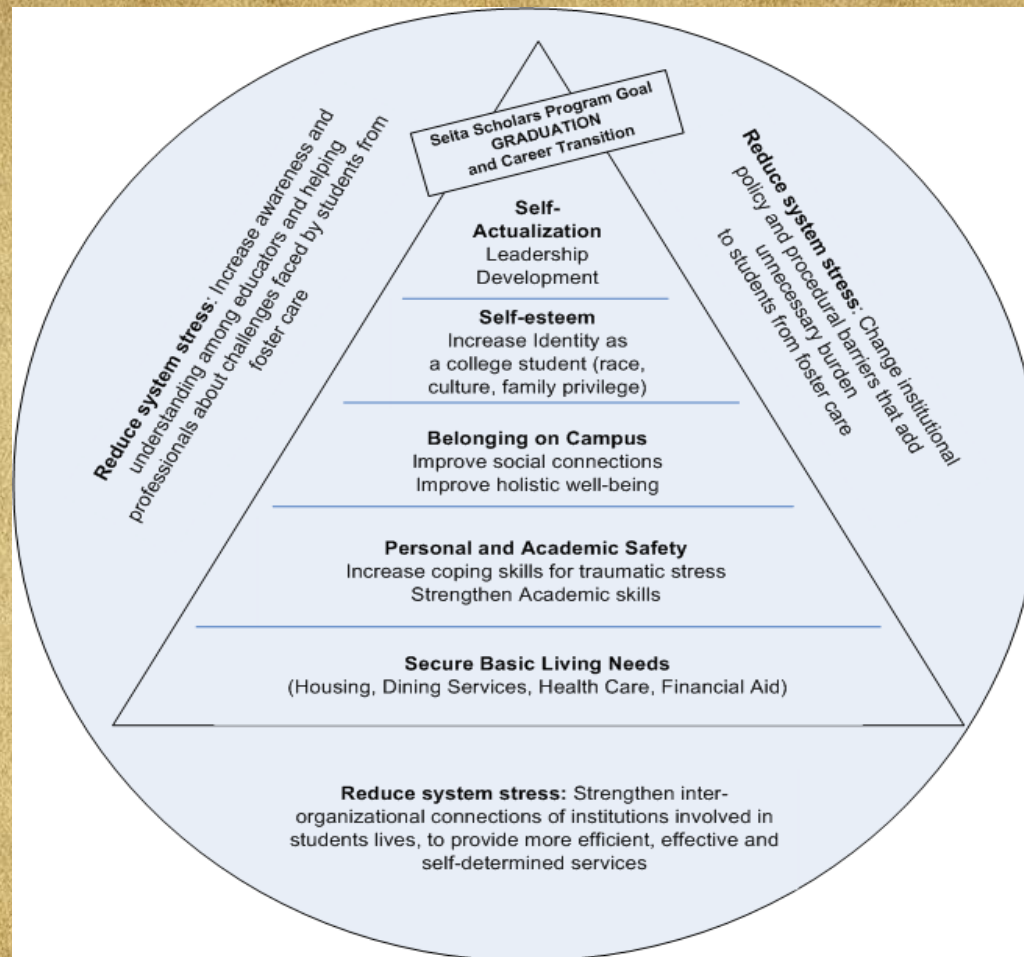 Seita Scholars Program Goal
GRADUATION
and Career Transition
Self-
Actualization
Leadership
Development
Self-esteem
Increase Identity as
a college student (race,
culture, family privilege)
Belonging on Campus
Improve social connections
Improve holistic well-being
Personal and Academic Safety
Increase coping skills for traumatic stress
Strengthen Academic skills
Secure Basic Living Needs
(Housing, Dining Services, Health Care, Financial Aid)
Reduce system stress: Increase awareness and
understanding among educators and helping
professionals about challenges faced by students from
foster care
Reduce system stress: Change institutional
policy and procedural barriers that add
unnecessary burden
to students from foster care
Reduce system stress: Strengthen inter-
organizational connections of institutions involved in
students lives, to provide more efficient, effective and
self-determined services